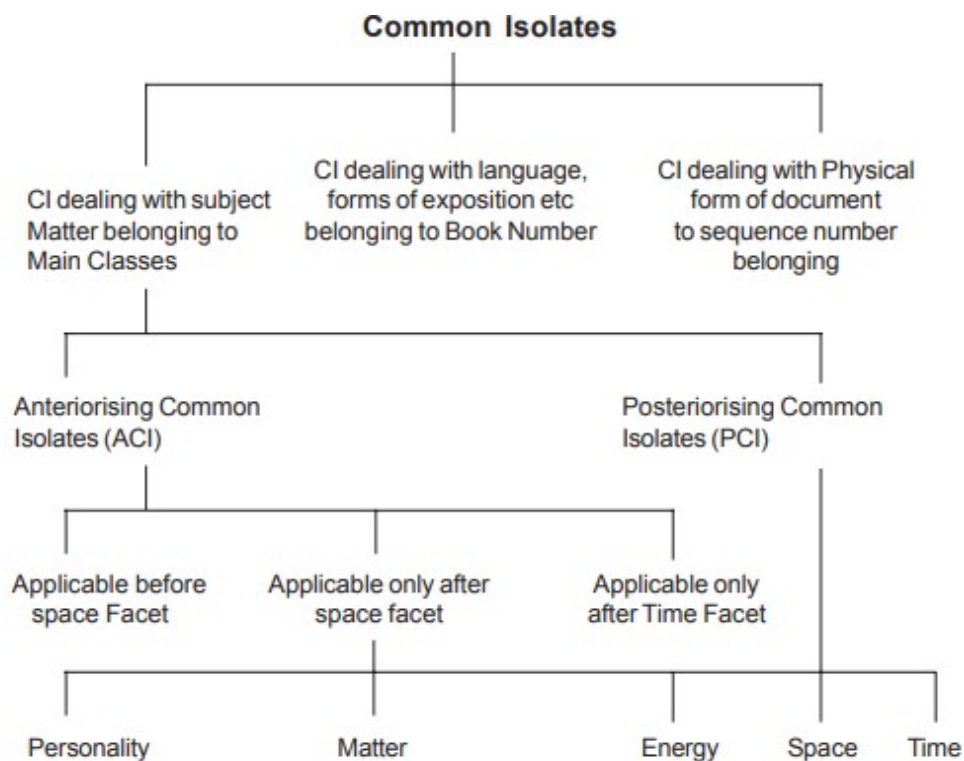 Common Isolates
CI dealing with subject
Matter belonging to
Main Classes
CI dealing with language,
forms of exposition etc
belonging to Book Number
CI dealing with Physical
form of document
to sequence number
belonging
Anteriorising Common
Isolates (ACI)
Posteriorising Common
Isolates (PCI)
Applicable before
space Facet
Applicable only after
space facet
Applicable only
after Time Facet
Personality
Matter
Energy
Space
Time